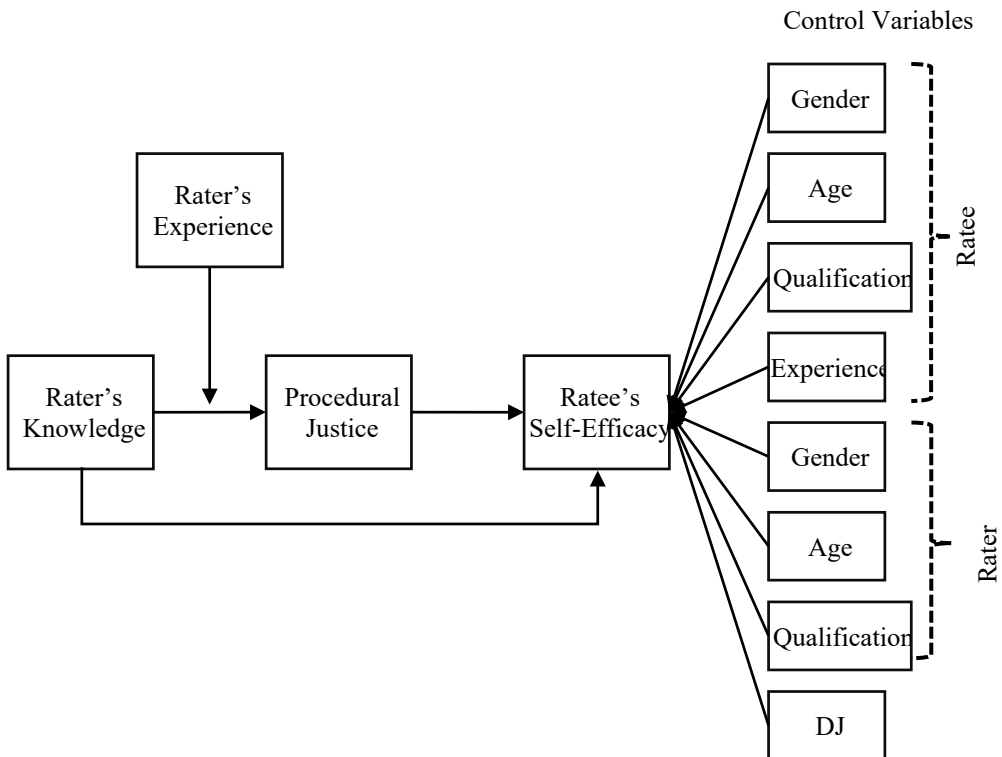 Control Variables
Gender
Age
Qualification
Experience
Ratee
Rater's
Experience
Rater's
Knowledge
Procedural
Justice
Ratee's
Self-Efficacy
Gender
Age
Qualification
Rater
DJ